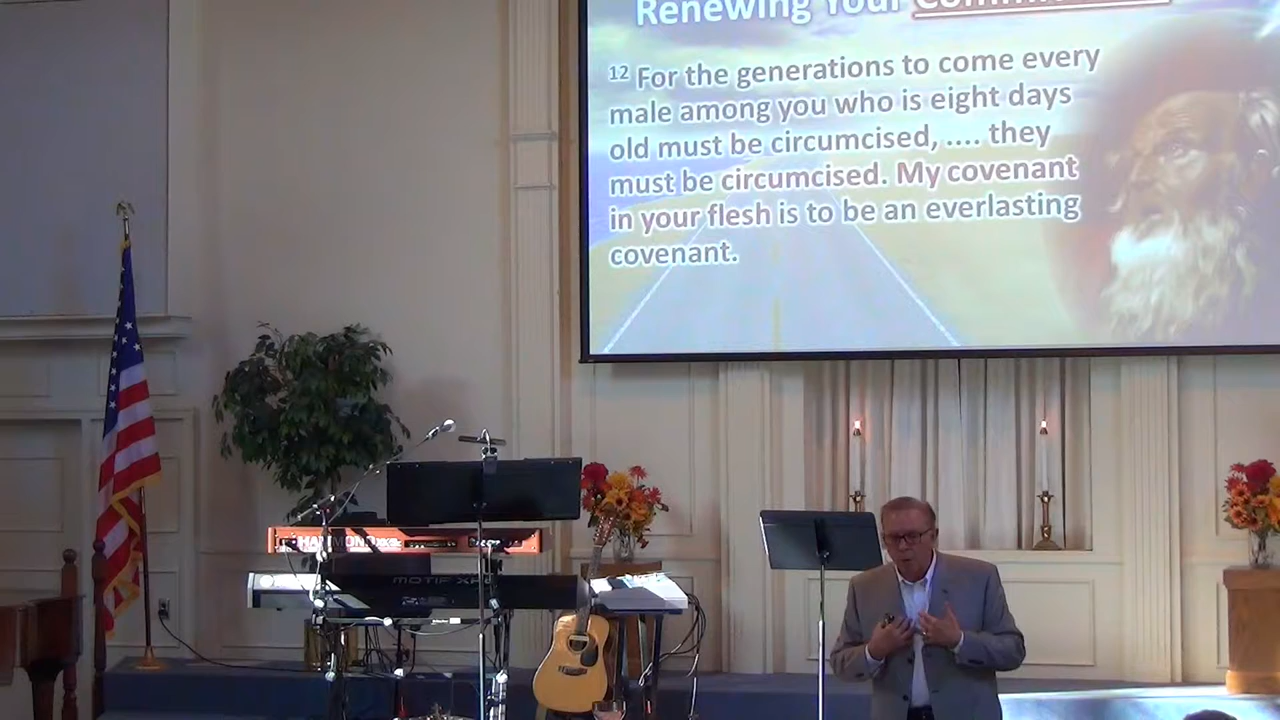 Renewing Your
12 For the generations to come every
male among you who is eight days
old must be circumcised, .... they
must be circumcised. My covenant
in your flesh is to be an everlasting
covenant.
HAMMOND
MOTIF